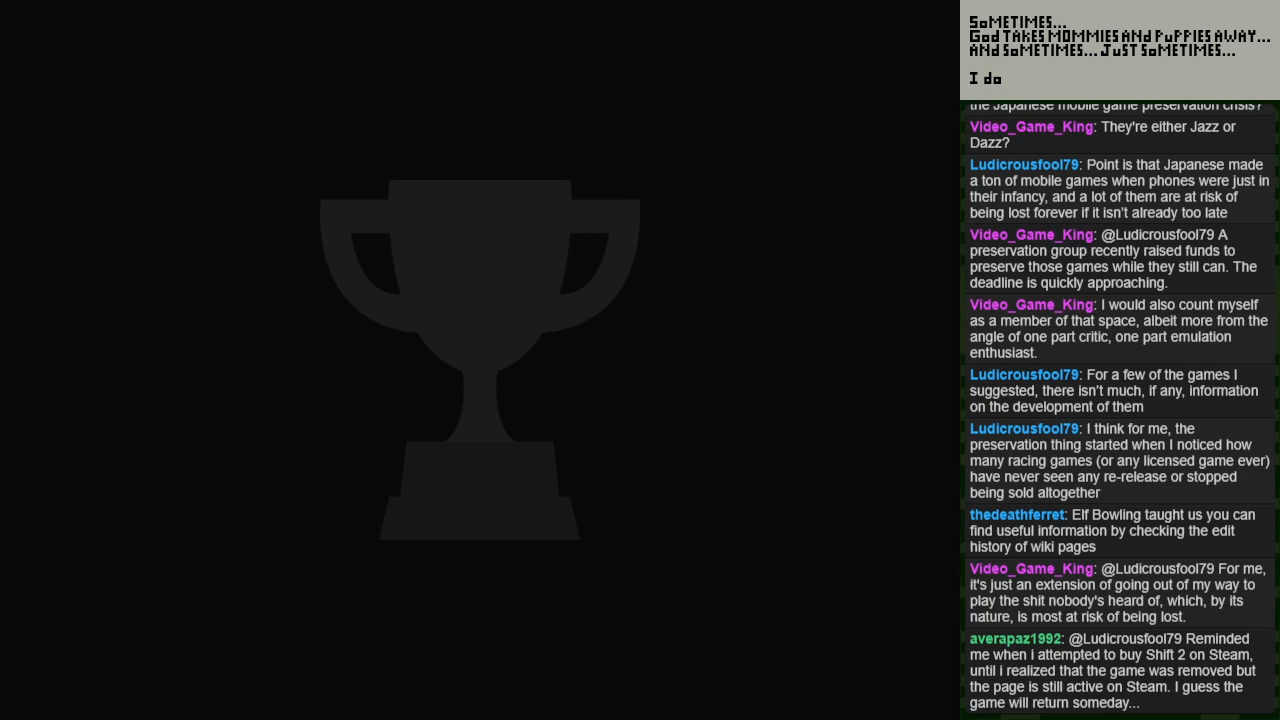 SoMETIMES...
God TAKES MOMMIES ANd PuPPIES AWAY...
ANd SoMETIMES... JuST SoMETIMES...
I do
the Japanese mobile game preservation crisis?
Video_Game_King: They're either Jazz or
Dazz?
Ludicrousfool79: Point is that Japanese made
a ton of mobile games when phones were just in
their infancy, and a lot of them are at risk of
being lost forever if it isn't already too late
Video_Game_King: @Ludicrousfool79 A
preservation group recently raised funds to
preserve those games while they still can. The
deadline is quickly approaching.
Video_Game_King: I would also count myself
as a member of that space, albeit more from the
angle of one part critic, one part emulation
enthusiast.
Ludicrousfool79: For a few of the games I
suggested, there isn't much, if any, information
on the development of them
Ludicrousfool79: I think for me, the
preservation thing started when I noticed how
many racing games (or any licensed game ever)
have never seen any re-release or stopped
being sold altogether
thedeathferret: Elf Bowling taught us you can
find useful information by checking the edit
history of wiki pages
Video_Game_King: @Ludicrousfool79 For me,
it's just an extension of going out of my way to
play the shit nobody's heard of, which, by its
nature, is most at risk of being lost.
averapaz1992: @Ludicrousfool79 Reminded
me when i attempted to buy Shift 2 on Steam,
until i realized that the game was removed but
the page is still active on Steam. I guess the
game will return someday...